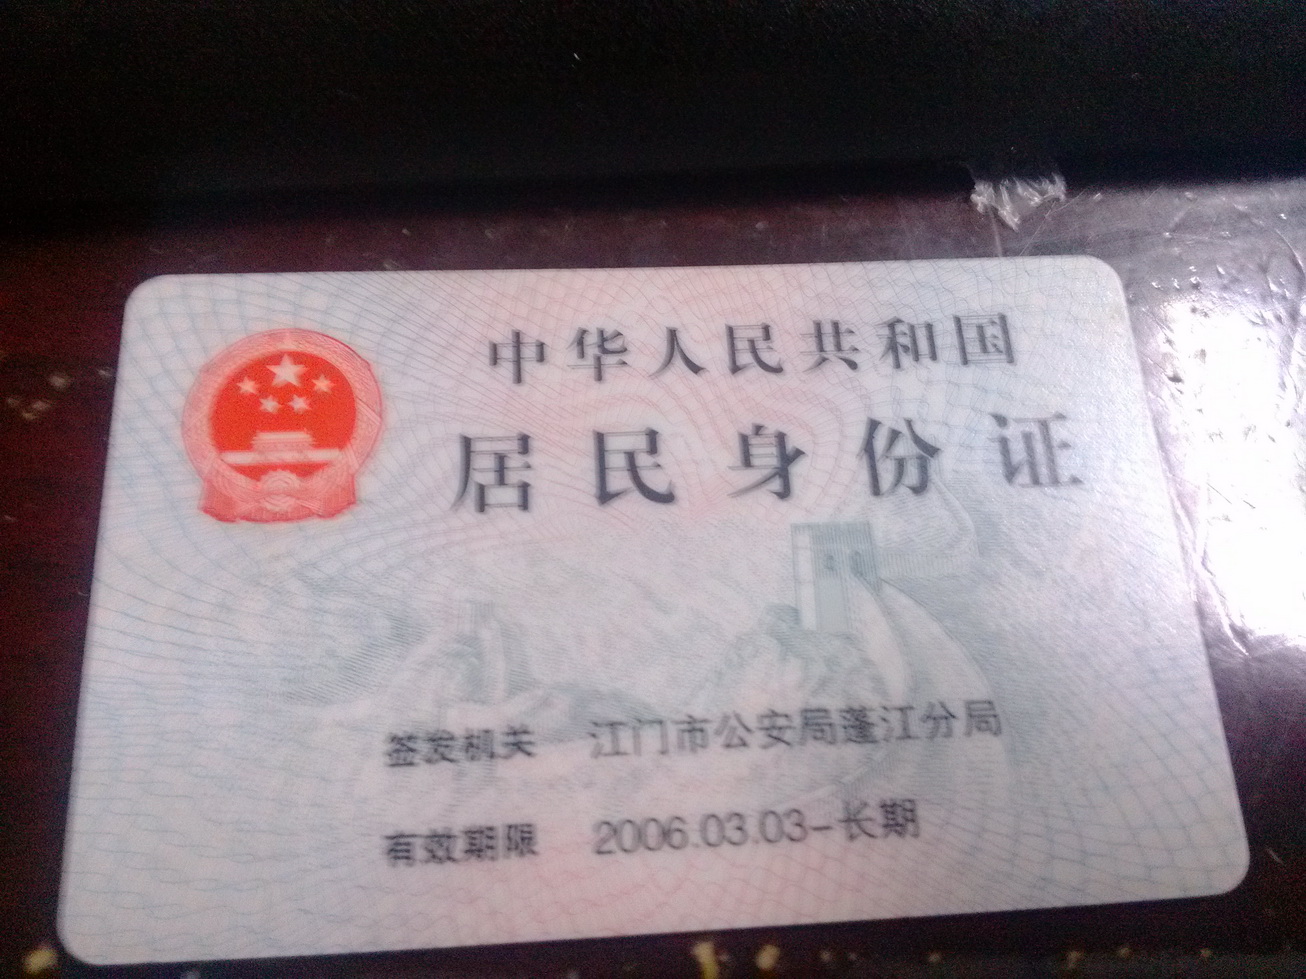 中华人民共和国
居民身份证
签发机关 江门市公安局蓬江分局
有效期限 2006.03.03-长期